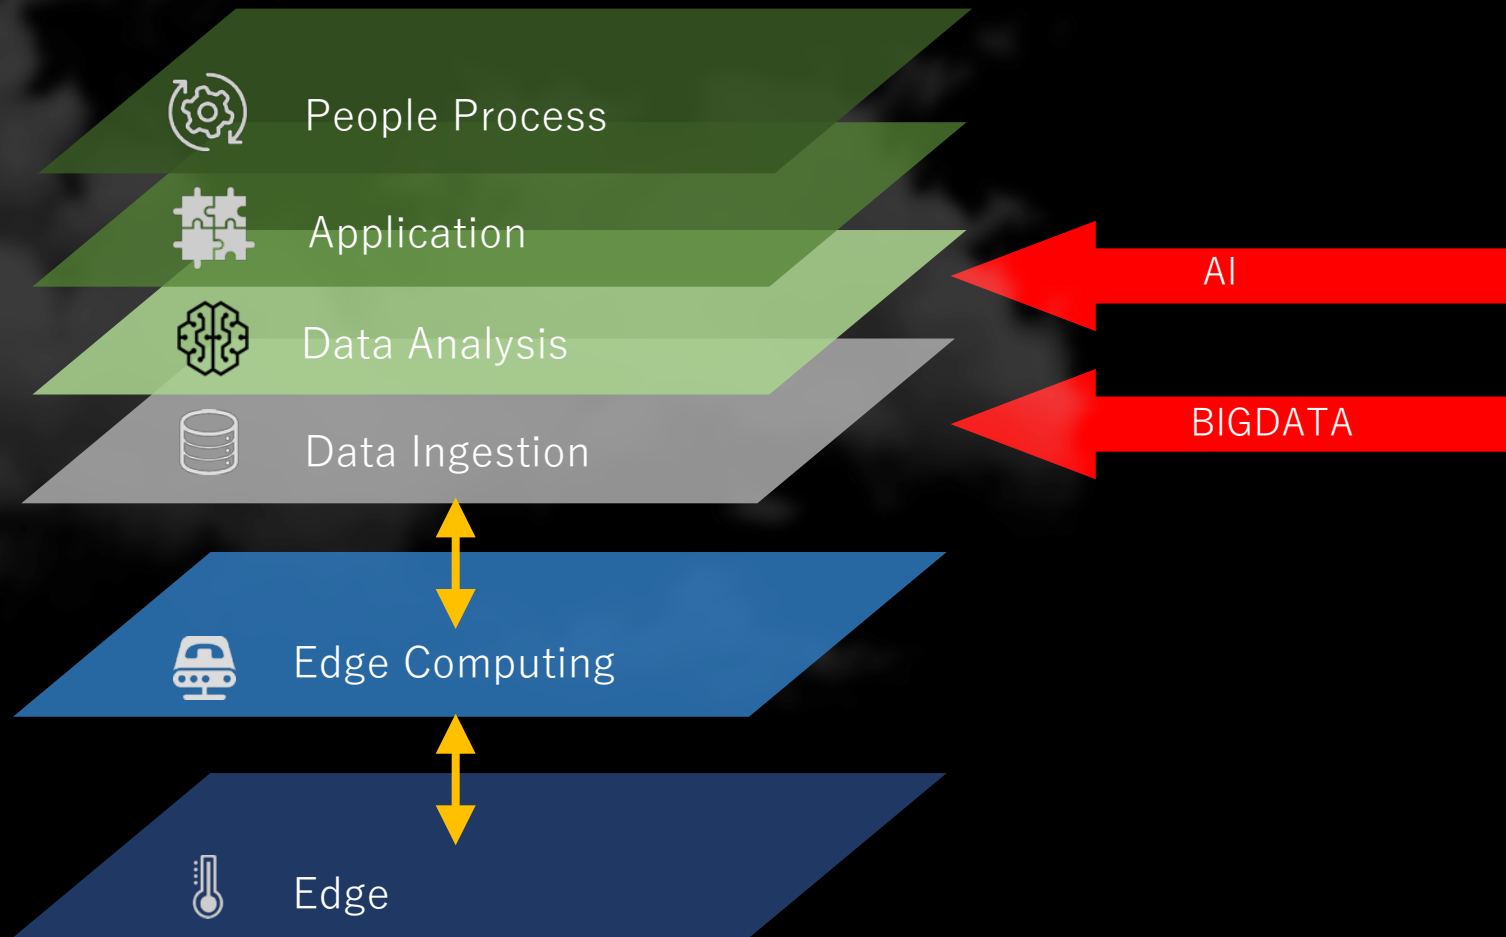 People Process
Application
AI
Data Analysis
BIGDATA
Data Ingestion
Edge Computing
Edge